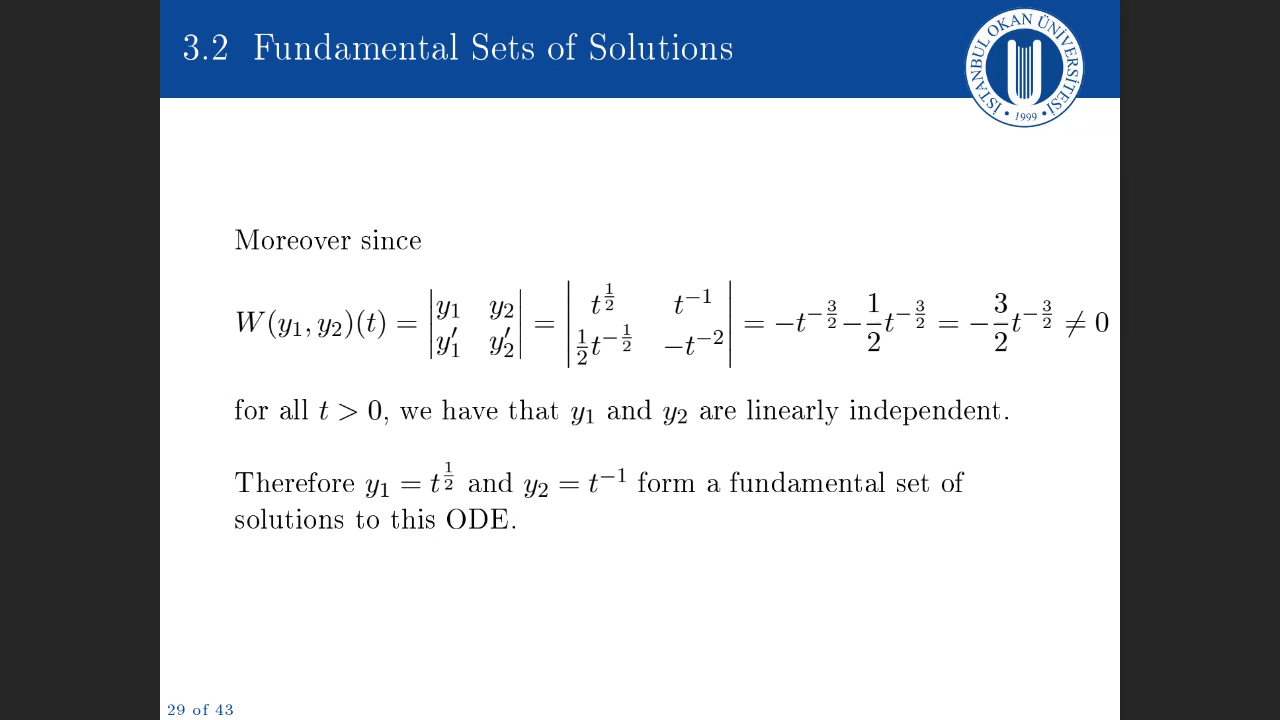 3.2 Fundamental Sets of Solutions
İSTANBUL OKAN ÜNİVERSİTESİ
• 1999 •
Moreover since
W(y₁, y₂)(t) = |y₁ y₂; y₁′ y₂′| = |t^{1/2} t^{−1}; ½t^{−1/2} −t^{−2}| = −t^{−3/2} − ½t^{−3/2} = −(3/2)t^{−3/2} ≠ 0
for all t > 0, we have that y₁ and y₂ are linearly independent.
Therefore y₁ = t^{1/2} and y₂ = t^{−1} form a fundamental set of
solutions to this ODE.
29 of 43